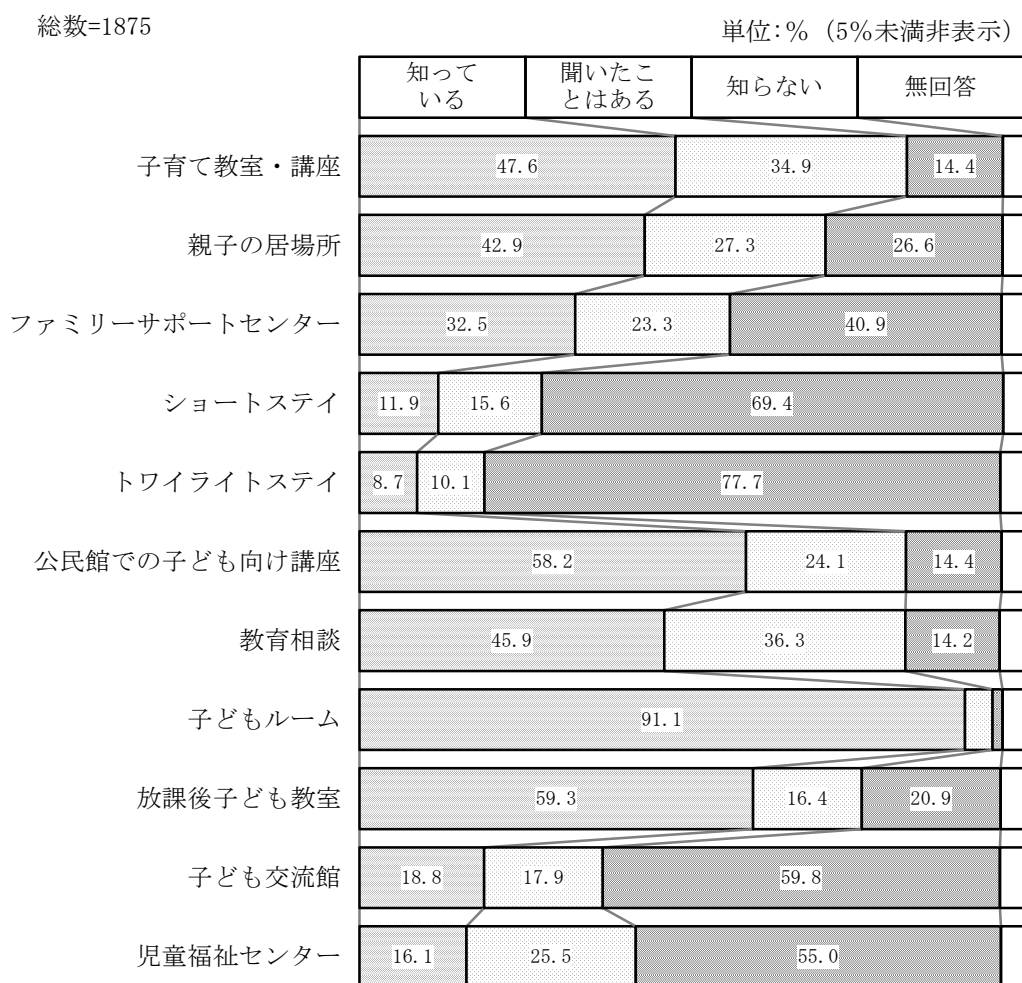 総数=1875
単位:％（5％未満非表示）
知って
いる
聞いたこ
とはある
知らない
無回答
子育て教室・講座
47.6
34.9
14.4
親子の居場所
42.9
27.3
26.6
ファミリーサポートセンター
32.5
23.3
40.9
ショートステイ
11.9
15.6
69.4
トワイライトステイ
8.7
10.1
77.7
公民館での子ども向け講座
58.2
24.1
14.4
教育相談
45.9
36.3
14.2
子どもルーム
91.1
放課後子ども教室
59.3
16.4
20.9
子ども交流館
18.8
17.9
59.8
児童福祉センター
16.1
25.5
55.0